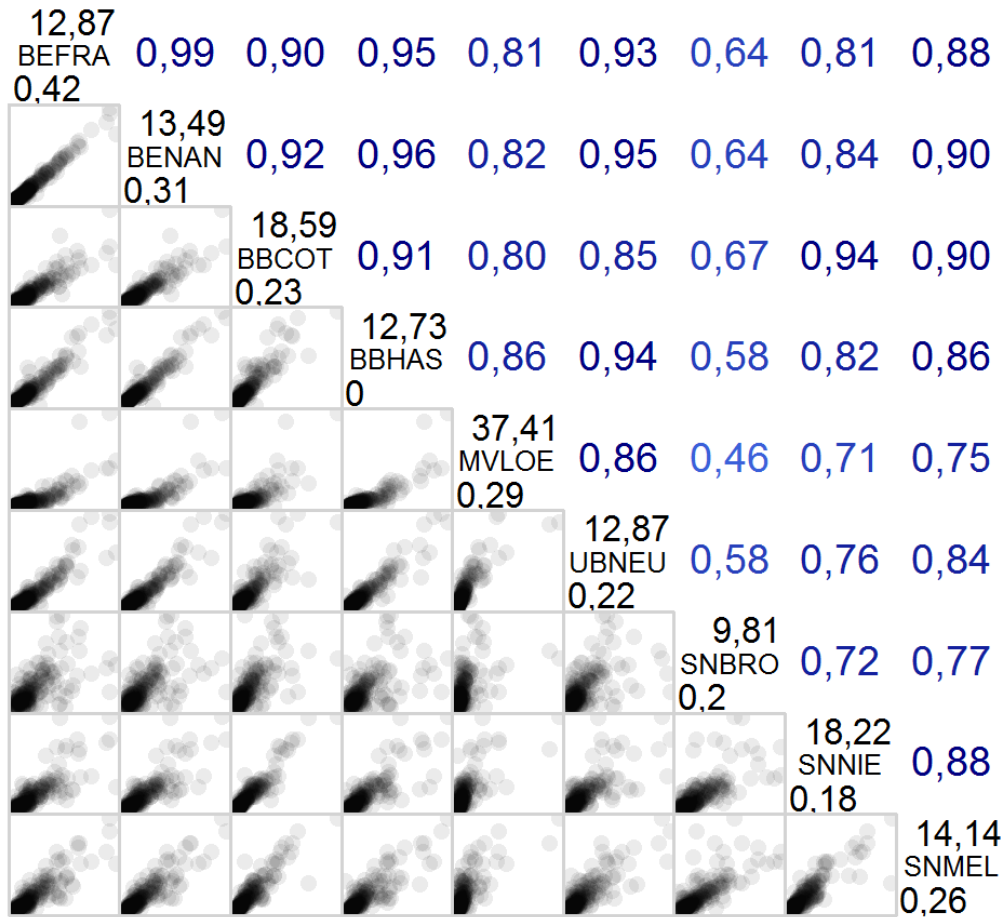 12,87
BEFRA 0,99 0,90 0,95 0,81 0,93 0,64 0,81 0,88
0,42
13,49
BENAN 0,92 0,96 0,82 0,95 0,64 0,84 0,90
0,31
18,59
BBCOT 0,91 0,80 0,85 0,67 0,94 0,90
0,23
12,73
BBHAS 0,86 0,94 0,58 0,82 0,86
0
37,41
MVLOE 0,86 0,46 0,71 0,75
0,29
12,87
UBNEU 0,58 0,76 0,84
0,22
9,81
SNBRO 0,72 0,77
0,2
18,22
SNNIE 0,88
0,18
14,14
SNMEL
0,26